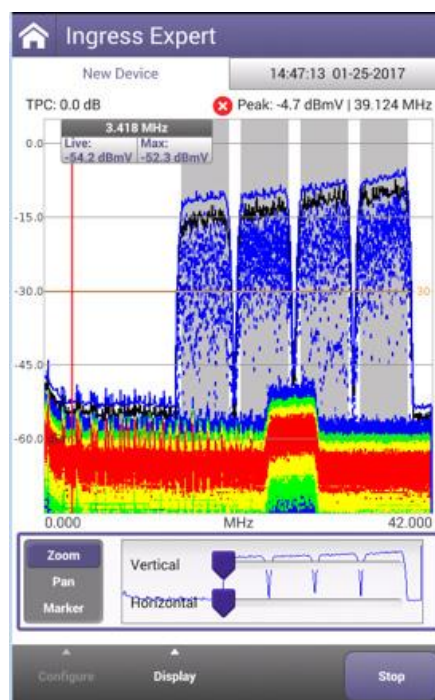 Ingress Expert
New Device 14:47:13 01-25-2017
TPC: 0.0 dB Peak: -4.7 dBmV | 39.124 MHz
3.418 MHz
Live: Max:
-54.2 dBmV -52.3 dBmV
0.0
-15.0
-30.0 30
-45.0
-60.0
0.000 MHz 42.000
Zoom
Pan
Marker
Vertical
Horizontal
Configure Display Stop